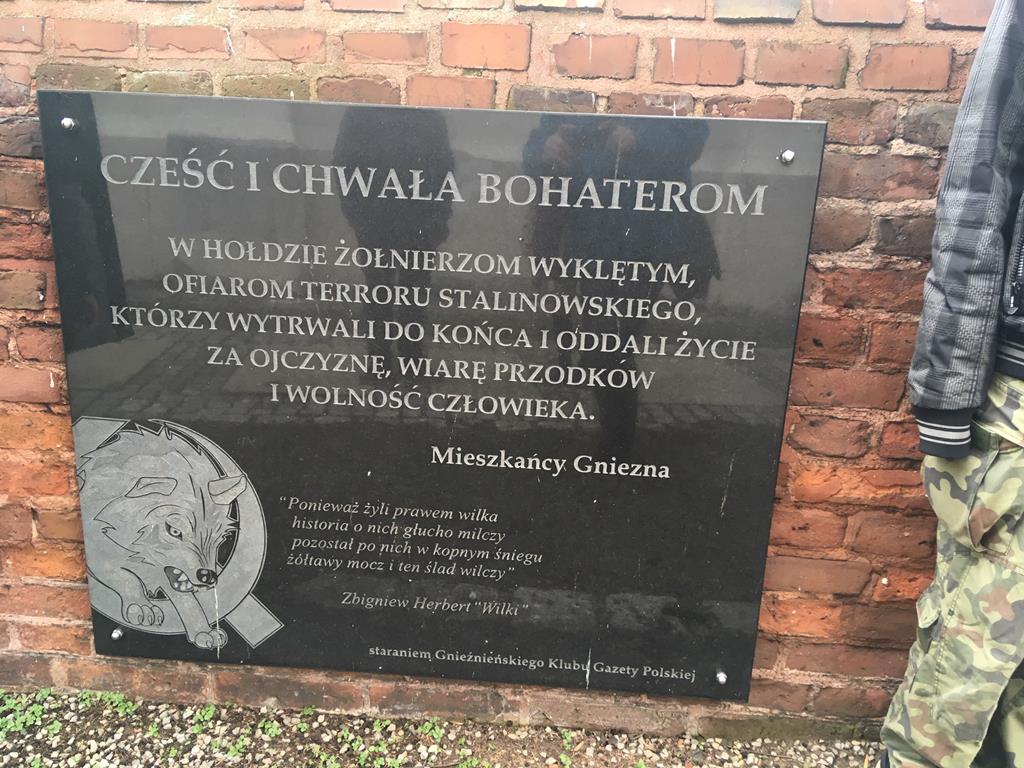 CZEŚĆ I CHWAŁA BOHATEROM
W HOŁDZIE ŻOŁNIERZOM WYKLĘTYM,
OFIAROM TERRORU STALINOWSKIEGO,
KTÓRZY WYTRWALI DO KOŃCA I ODDALI ŻYCIE
ZA OJCZYZNĘ, WIARĘ PRZODKÓW
I WOLNOŚĆ CZŁOWIEKA.
Mieszkańcy Gniezna
"Ponieważ żyli prawem wilka
historia o nich głucho milczy
pozostał po nich w kopnym śniegu
żółtawy mocz i ten ślad wilczy"
Zbigniew Herbert "Wilki"
staraniem Gnieźnieńskiego Klubu Gazety Polskiej